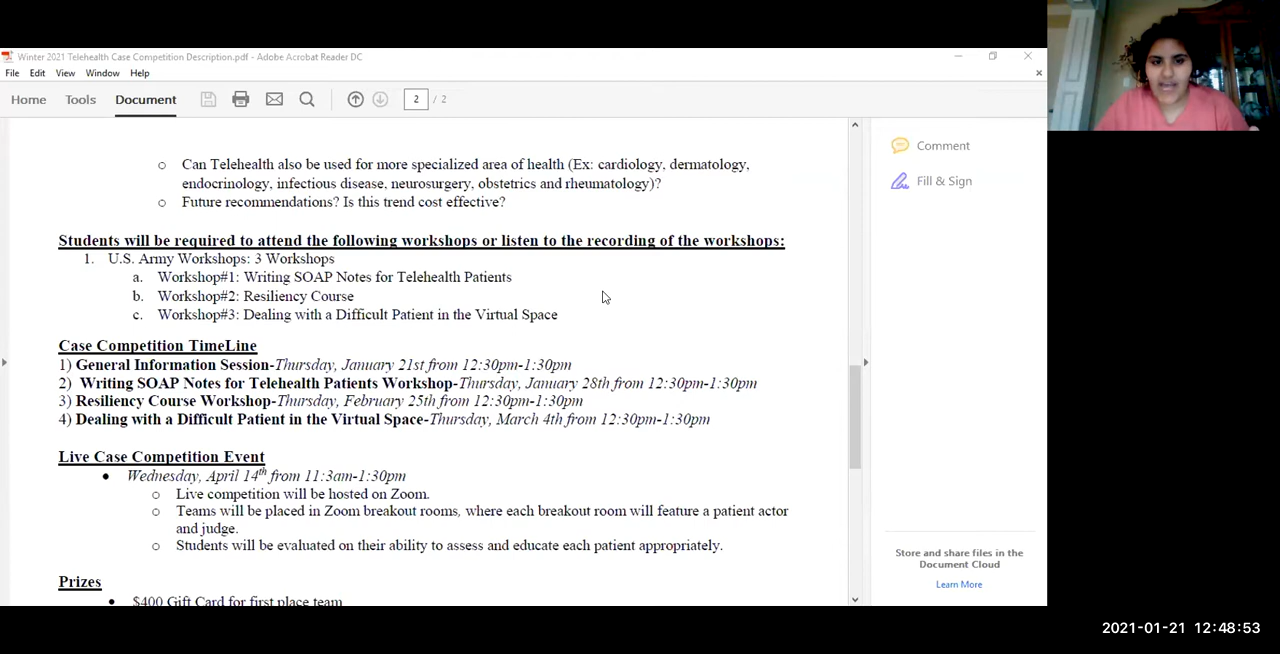 Winter 2021 Telehealth Case Competition Description.pdf - Adobe Acrobat Reader DC
File Edit View Window Help
Home Tools Document 2 / 2
Comment
Fill & Sign
o Can Telehealth also be used for more specialized area of health (Ex: cardiology, dermatology,
endocrinology, infectious disease, neurosurgery, obstetrics and rheumatology)?
o Future recommendations? Is this trend cost effective?
Students will be required to attend the following workshops or listen to the recording of the workshops:
1. U.S. Army Workshops: 3 Workshops
a. Workshop#1: Writing SOAP Notes for Telehealth Patients
b. Workshop#2: Resiliency Course
c. Workshop#3: Dealing with a Difficult Patient in the Virtual Space
Case Competition TimeLine
1) General Information Session-Thursday, January 21st from 12:30pm-1:30pm
2) Writing SOAP Notes for Telehealth Patients Workshop-Thursday, January 28th from 12:30pm-1:30pm
3) Resiliency Course Workshop-Thursday, February 25th from 12:30pm-1:30pm
4) Dealing with a Difficult Patient in the Virtual Space-Thursday, March 4th from 12:30pm-1:30pm
Live Case Competition Event
• Wednesday, April 14th from 11:3am-1:30pm
o Live competition will be hosted on Zoom.
o Teams will be placed in Zoom breakout rooms, where each breakout room will feature a patient actor
and judge.
o Students will be evaluated on their ability to assess and educate each patient appropriately.
Prizes
• $400 Gift Card for first place team
Store and share files in the
Document Cloud
Learn More
2021-01-21 12:48:53